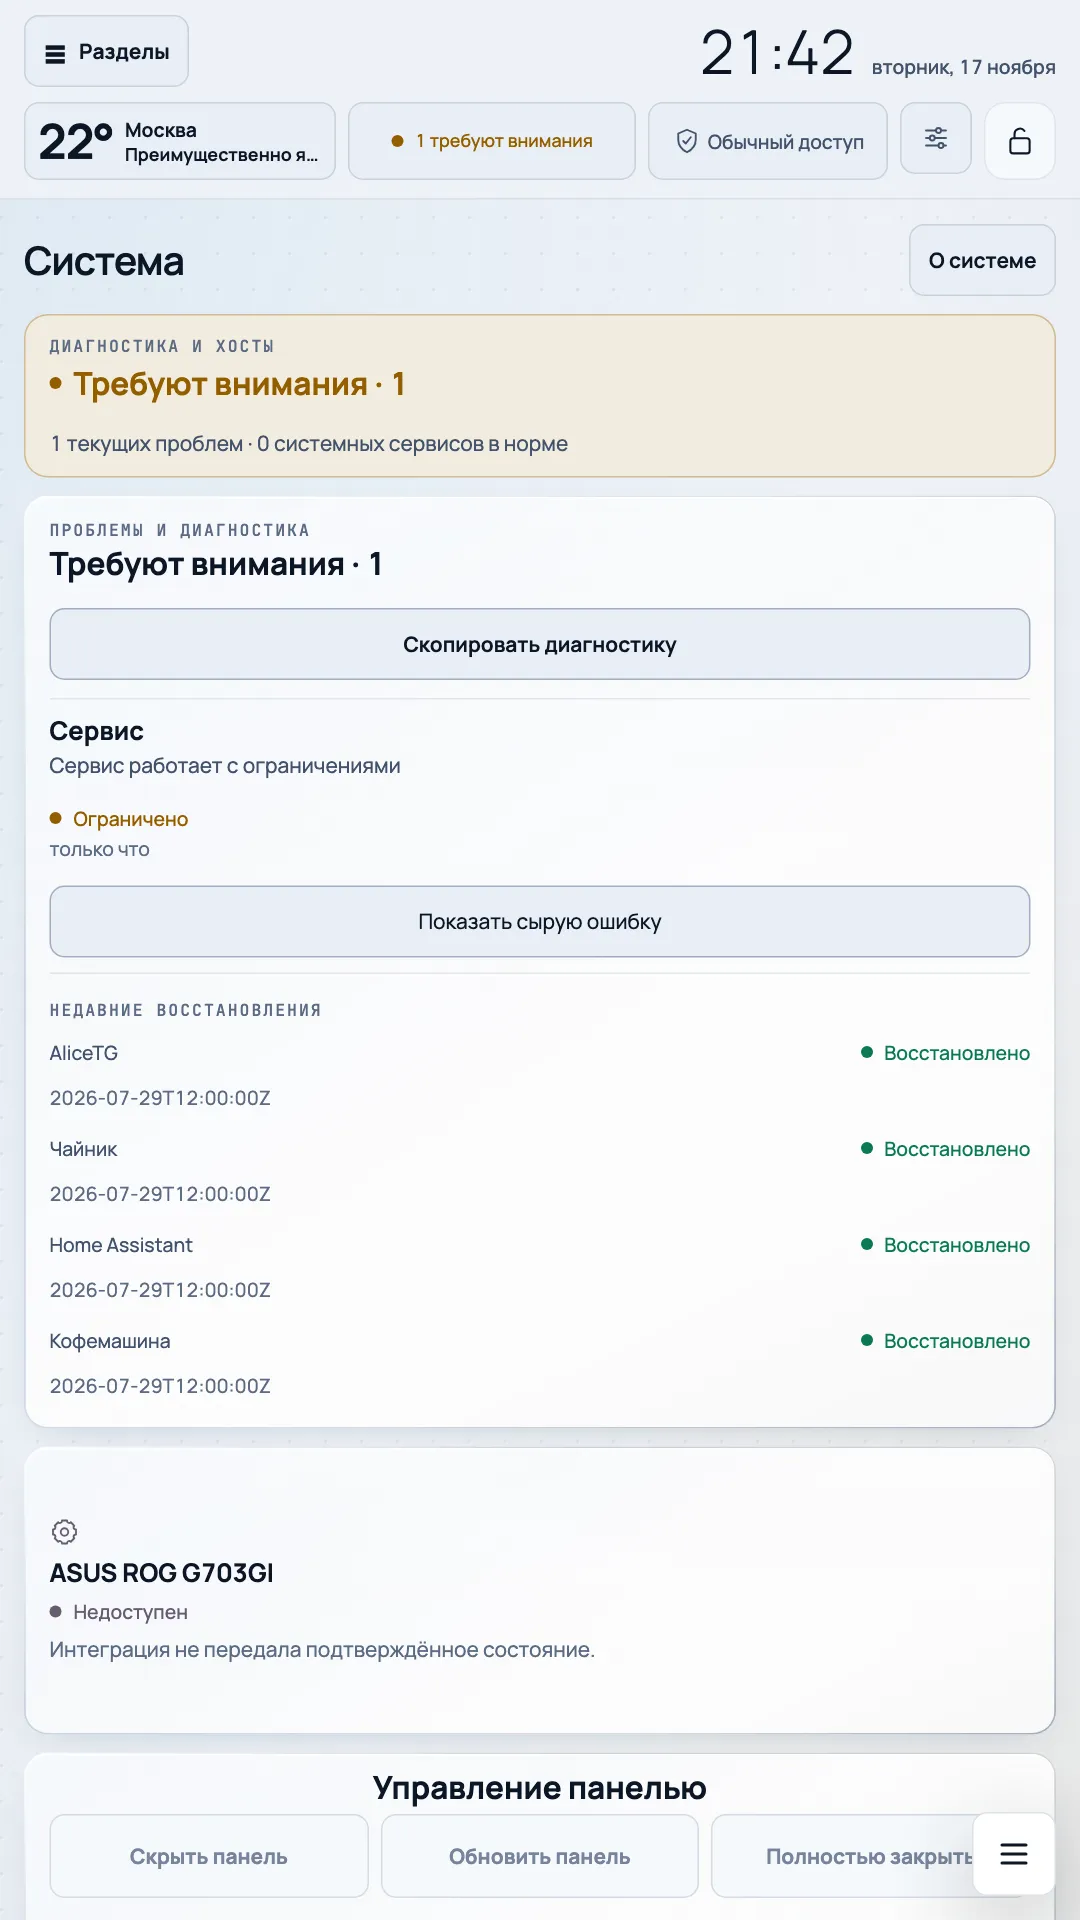 Разделы
21:42 вторник, 17 ноября
22°
Москва
Преимущественно я...
1 требуют внимания
Обычный доступ
Система
О системе
ДИАГНОСТИКА И ХОСТЫ
Требуют внимания · 1
1 текущих проблем · 0 системных сервисов в норме
ПРОБЛЕМЫ И ДИАГНОСТИКА
Требуют внимания · 1
Скопировать диагностику
Сервис
Сервис работает с ограничениями
Ограничено
только что
Показать сырую ошибку
НЕДАВНИЕ ВОССТАНОВЛЕНИЯ
AliceTG
Восстановлено
2026-07-29T12:00:00Z
Чайник
Восстановлено
2026-07-29T12:00:00Z
Home Assistant
Восстановлено
2026-07-29T12:00:00Z
Кофемашина
Восстановлено
2026-07-29T12:00:00Z
ASUS ROG G703GI
Недоступен
Интеграция не передала подтверждённое состояние.
Управление панелью
Скрыть панель
Обновить панель
Полностью закрыть